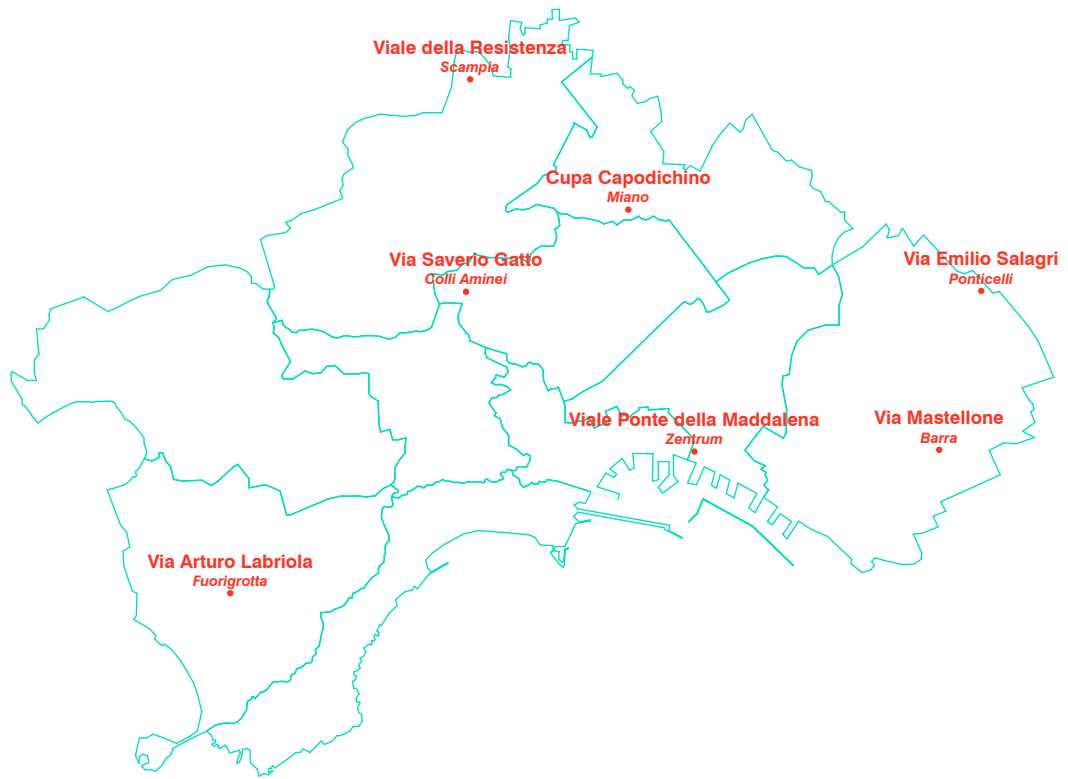 Viale della Resistenza
Scampia
Cupa Capodichino
Miano
Via Saverio Gatto
Colli Aminei
Via Emilio Salagri
Ponticelli
Viale Ponte della Maddalena
Zentrum
Via Mastellone
Barra
Via Arturo Labriola
Fuorigrotta